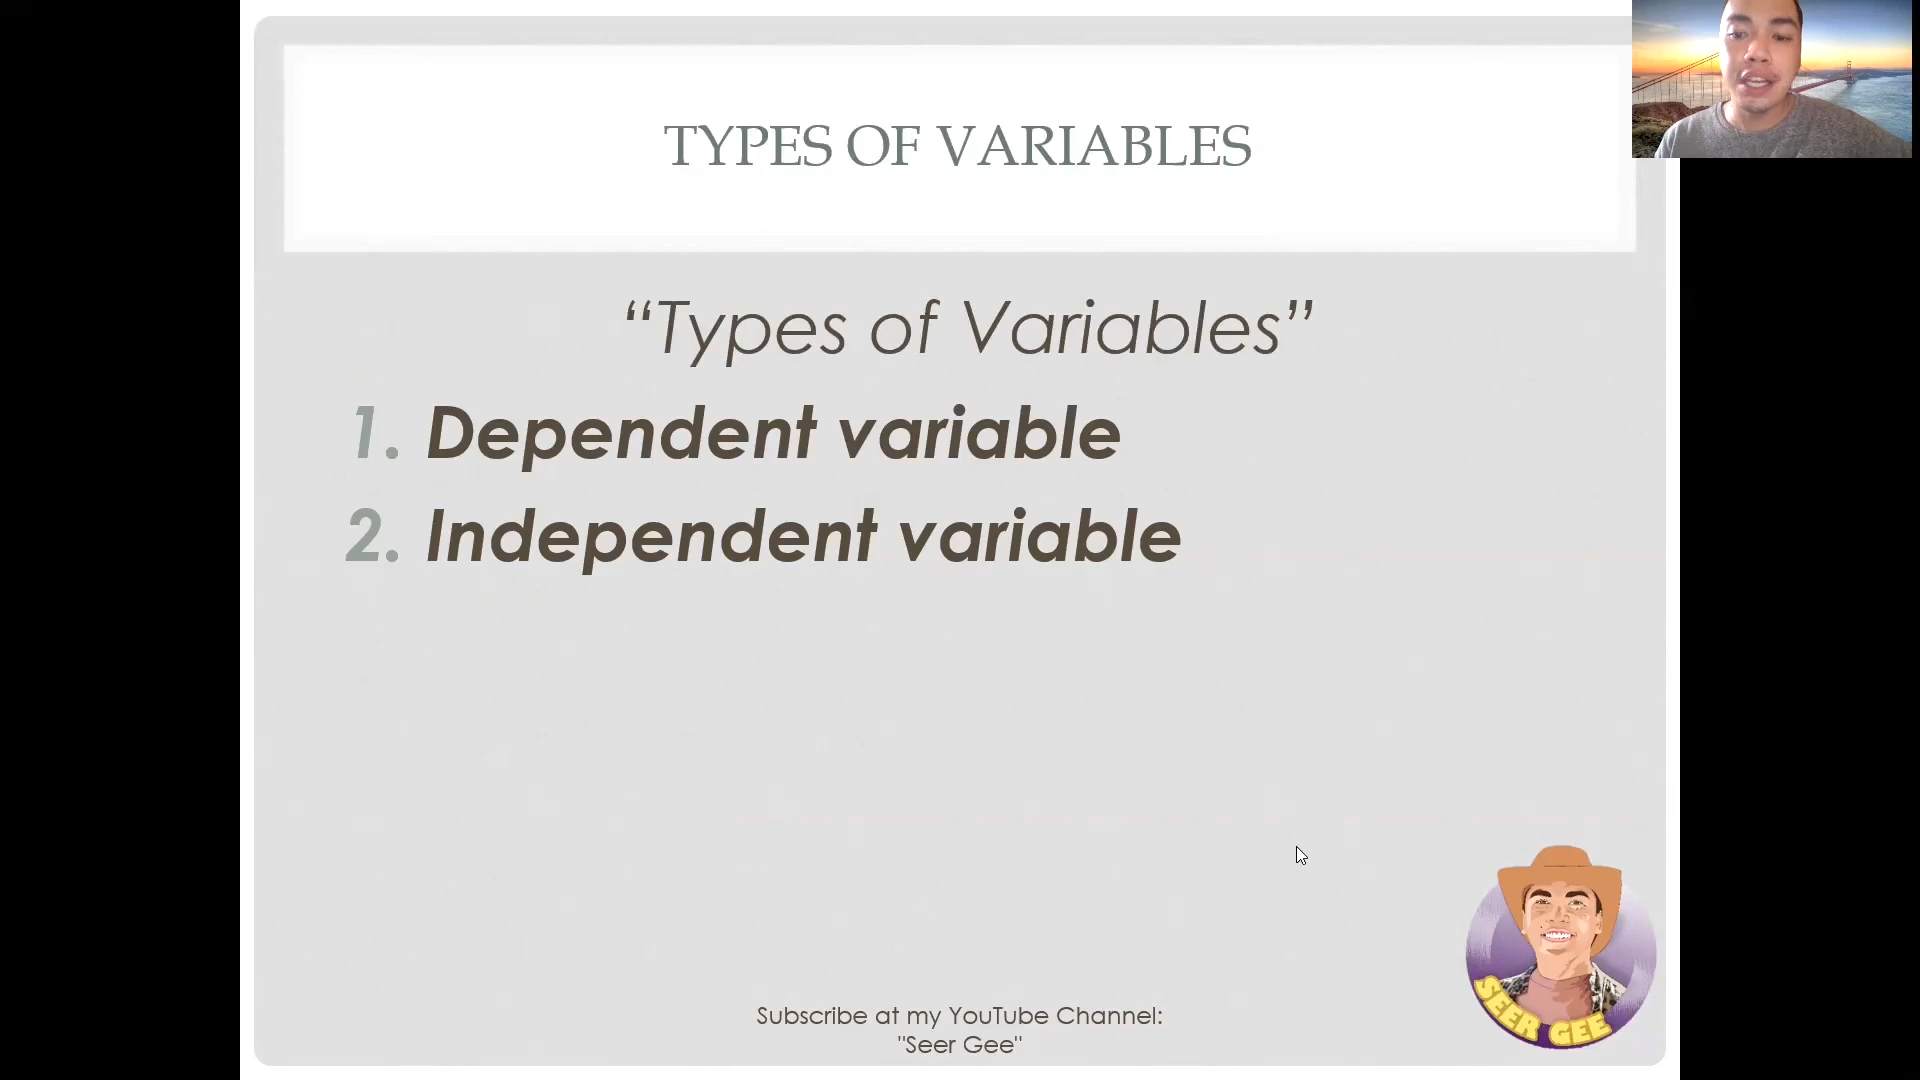 TYPES OF VARIABLES
“Types of Variables”
1. Dependent variable
2. Independent variable
Subscribe at my YouTube Channel:
"Seer Gee"
SEER GEE